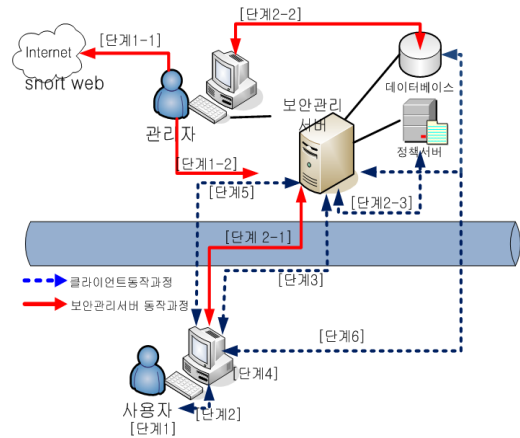 [단계1-1]
[단계2-2]
Internet
snort web
데이터베이스
보안관리
서버
관리자
정책서버
[단계1-2]
[단계5]
[단계2-3]
[단계 2-1]
[단계3]
클라이언트동작과정
보안관리서버 동작과정
[단계6]
[단계4]
사용자
[단계2]
[단계1]